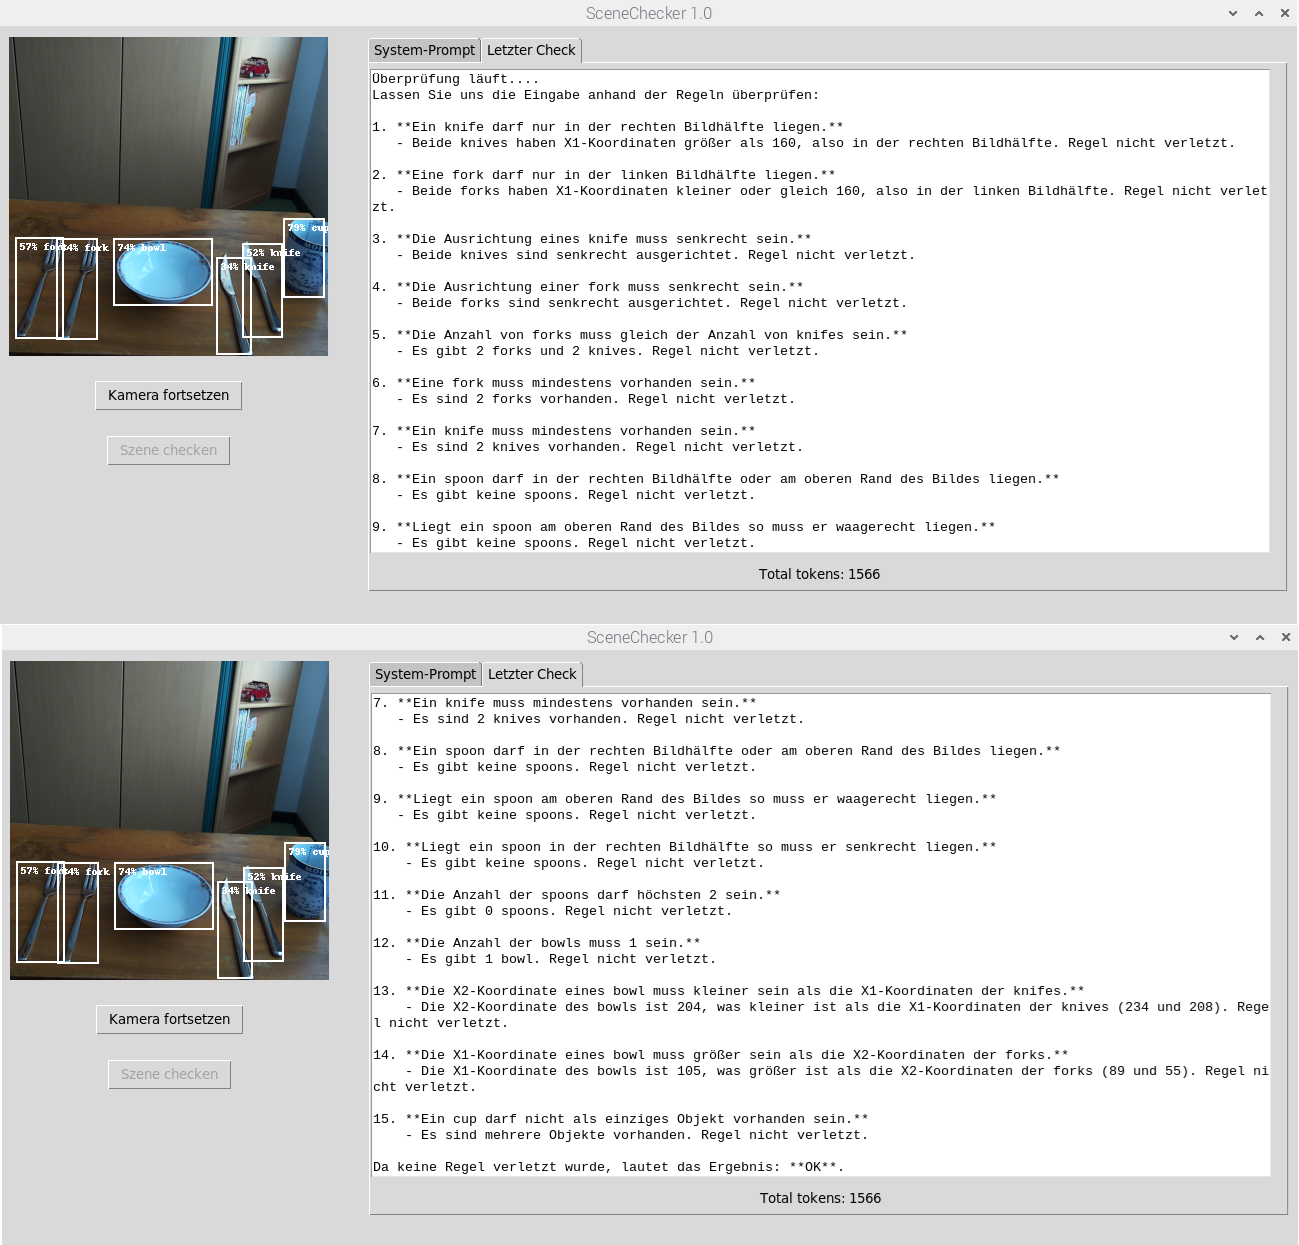 SceneChecker 1.0
System-Prompt Letzter Check
Überprüfung läuft....
Lassen Sie uns die Eingabe anhand der Regeln überprüfen:
1. **Ein knife darf nur in der rechten Bildhälfte liegen.**
- Beide knives haben X1-Koordinaten größer als 160, also in der rechten Bildhälfte. Regel nicht verletzt.
2. **Eine fork darf nur in der linken Bildhälfte liegen.**
- Beide forks haben X1-Koordinaten kleiner oder gleich 160, also in der linken Bildhälfte. Regel nicht verlet
zt.
3. **Die Ausrichtung eines knife muss senkrecht sein.**
- Beide knives sind senkrecht ausgerichtet. Regel nicht verletzt.
4. **Die Ausrichtung einer fork muss senkrecht sein.**
- Beide forks sind senkrecht ausgerichtet. Regel nicht verletzt.
5. **Die Anzahl von forks muss gleich der Anzahl von knifes sein.**
- Es gibt 2 forks und 2 knives. Regel nicht verletzt.
6. **Eine fork muss mindestens vorhanden sein.**
- Es sind 2 forks vorhanden. Regel nicht verletzt.
7. **Ein knife muss mindestens vorhanden sein.**
- Es sind 2 knives vorhanden. Regel nicht verletzt.
8. **Ein spoon darf in der rechten Bildhälfte oder am oberen Rand des Bildes liegen.**
- Es gibt keine spoons. Regel nicht verletzt.
9. **Liegt ein spoon am oberen Rand des Bildes so muss er waagerecht liegen.**
- Es gibt keine spoons. Regel nicht verletzt.
Total tokens: 1566
79% cup
57% fork
fork
74% bowl
52% knife
34% knife
Kamera fortsetzen
Szene checken
SceneChecker 1.0
System-Prompt Letzter Check
7. **Ein knife muss mindestens vorhanden sein.**
- Es sind 2 knives vorhanden. Regel nicht verletzt.
8. **Ein spoon darf in der rechten Bildhälfte oder am oberen Rand des Bildes liegen.**
- Es gibt keine spoons. Regel nicht verletzt.
9. **Liegt ein spoon am oberen Rand des Bildes so muss er waagerecht liegen.**
- Es gibt keine spoons. Regel nicht verletzt.
10. **Liegt ein spoon in der rechten Bildhälfte so muss er senkrecht liegen.**
- Es gibt keine spoons. Regel nicht verletzt.
11. **Die Anzahl der spoons darf höchsten 2 sein.**
- Es gibt 0 spoons. Regel nicht verletzt.
12. **Die Anzahl der bowls muss 1 sein.**
- Es gibt 1 bowl. Regel nicht verletzt.
13. **Die X2-Koordinate eines bowl muss kleiner sein als die X1-Koordinaten der knifes.**
- Die X2-Koordinate des bowls ist 204, was kleiner ist als die X1-Koordinaten der knives (234 und 208). Rege
l nicht verletzt.
14. **Die X1-Koordinate eines bowl muss größer sein als die X2-Koordinaten der forks.**
- Die X1-Koordinate des bowls ist 105, was größer ist als die X2-Koordinaten der forks (89 und 55). Regel ni
cht verletzt.
15. **Ein cup darf nicht als einziges Objekt vorhanden sein.**
- Es sind mehrere Objekte vorhanden. Regel nicht verletzt.
Da keine Regel verletzt wurde, lautet das Ergebnis: **OK**.
Total tokens: 1566
79% cup
57% fork
fork
74% bowl
52% knife
34% knife
Kamera fortsetzen
Szene checken